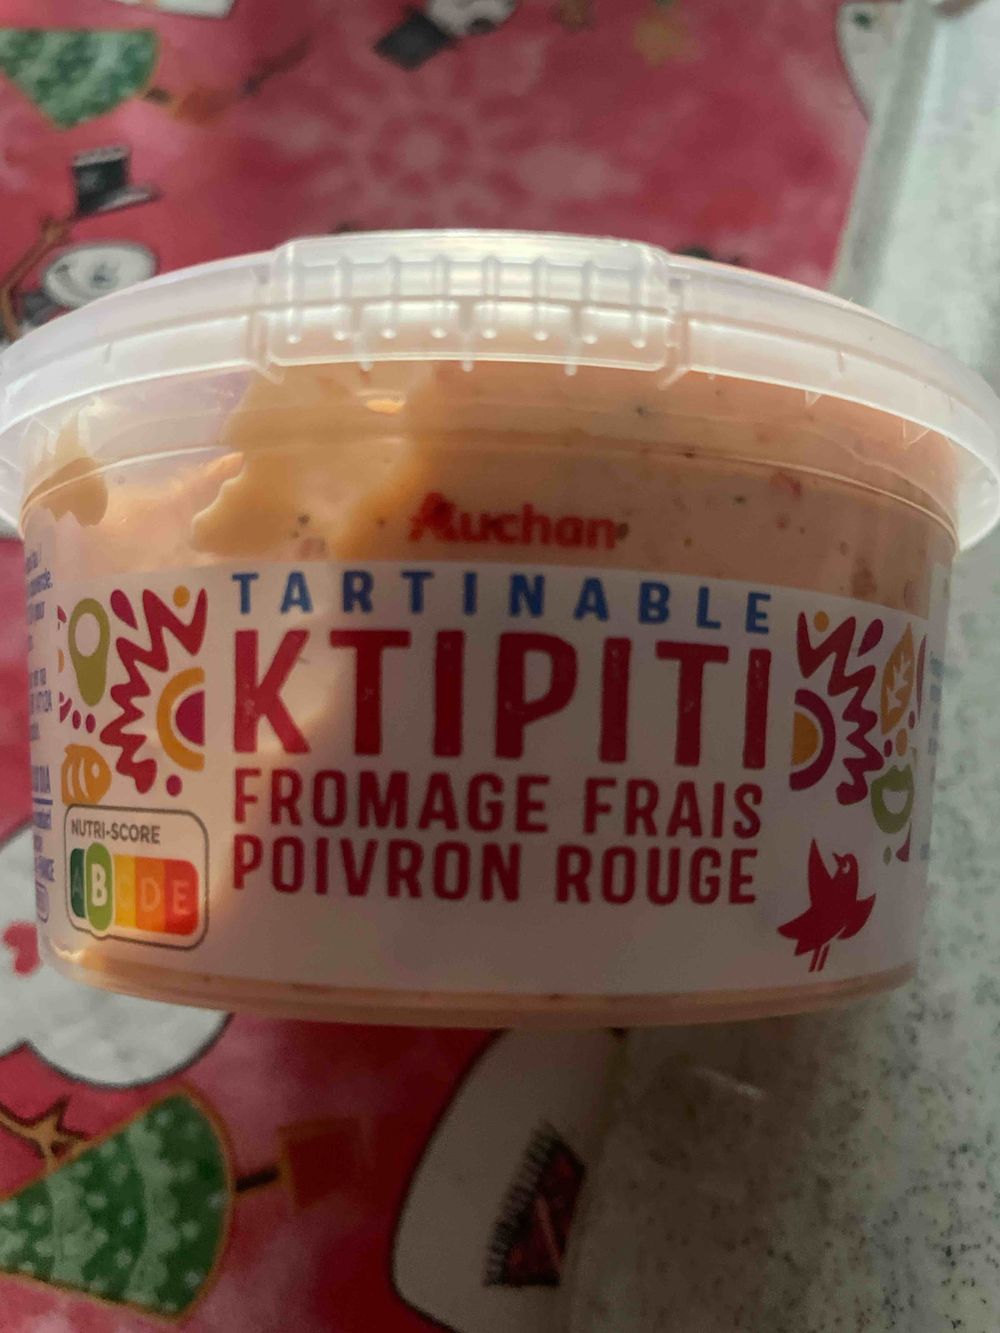 Auchan
TARTINABLE
KTIPITI
FROMAGE FRAIS
POIVRON ROUGE
NUTRI-SCORE
A B C D E